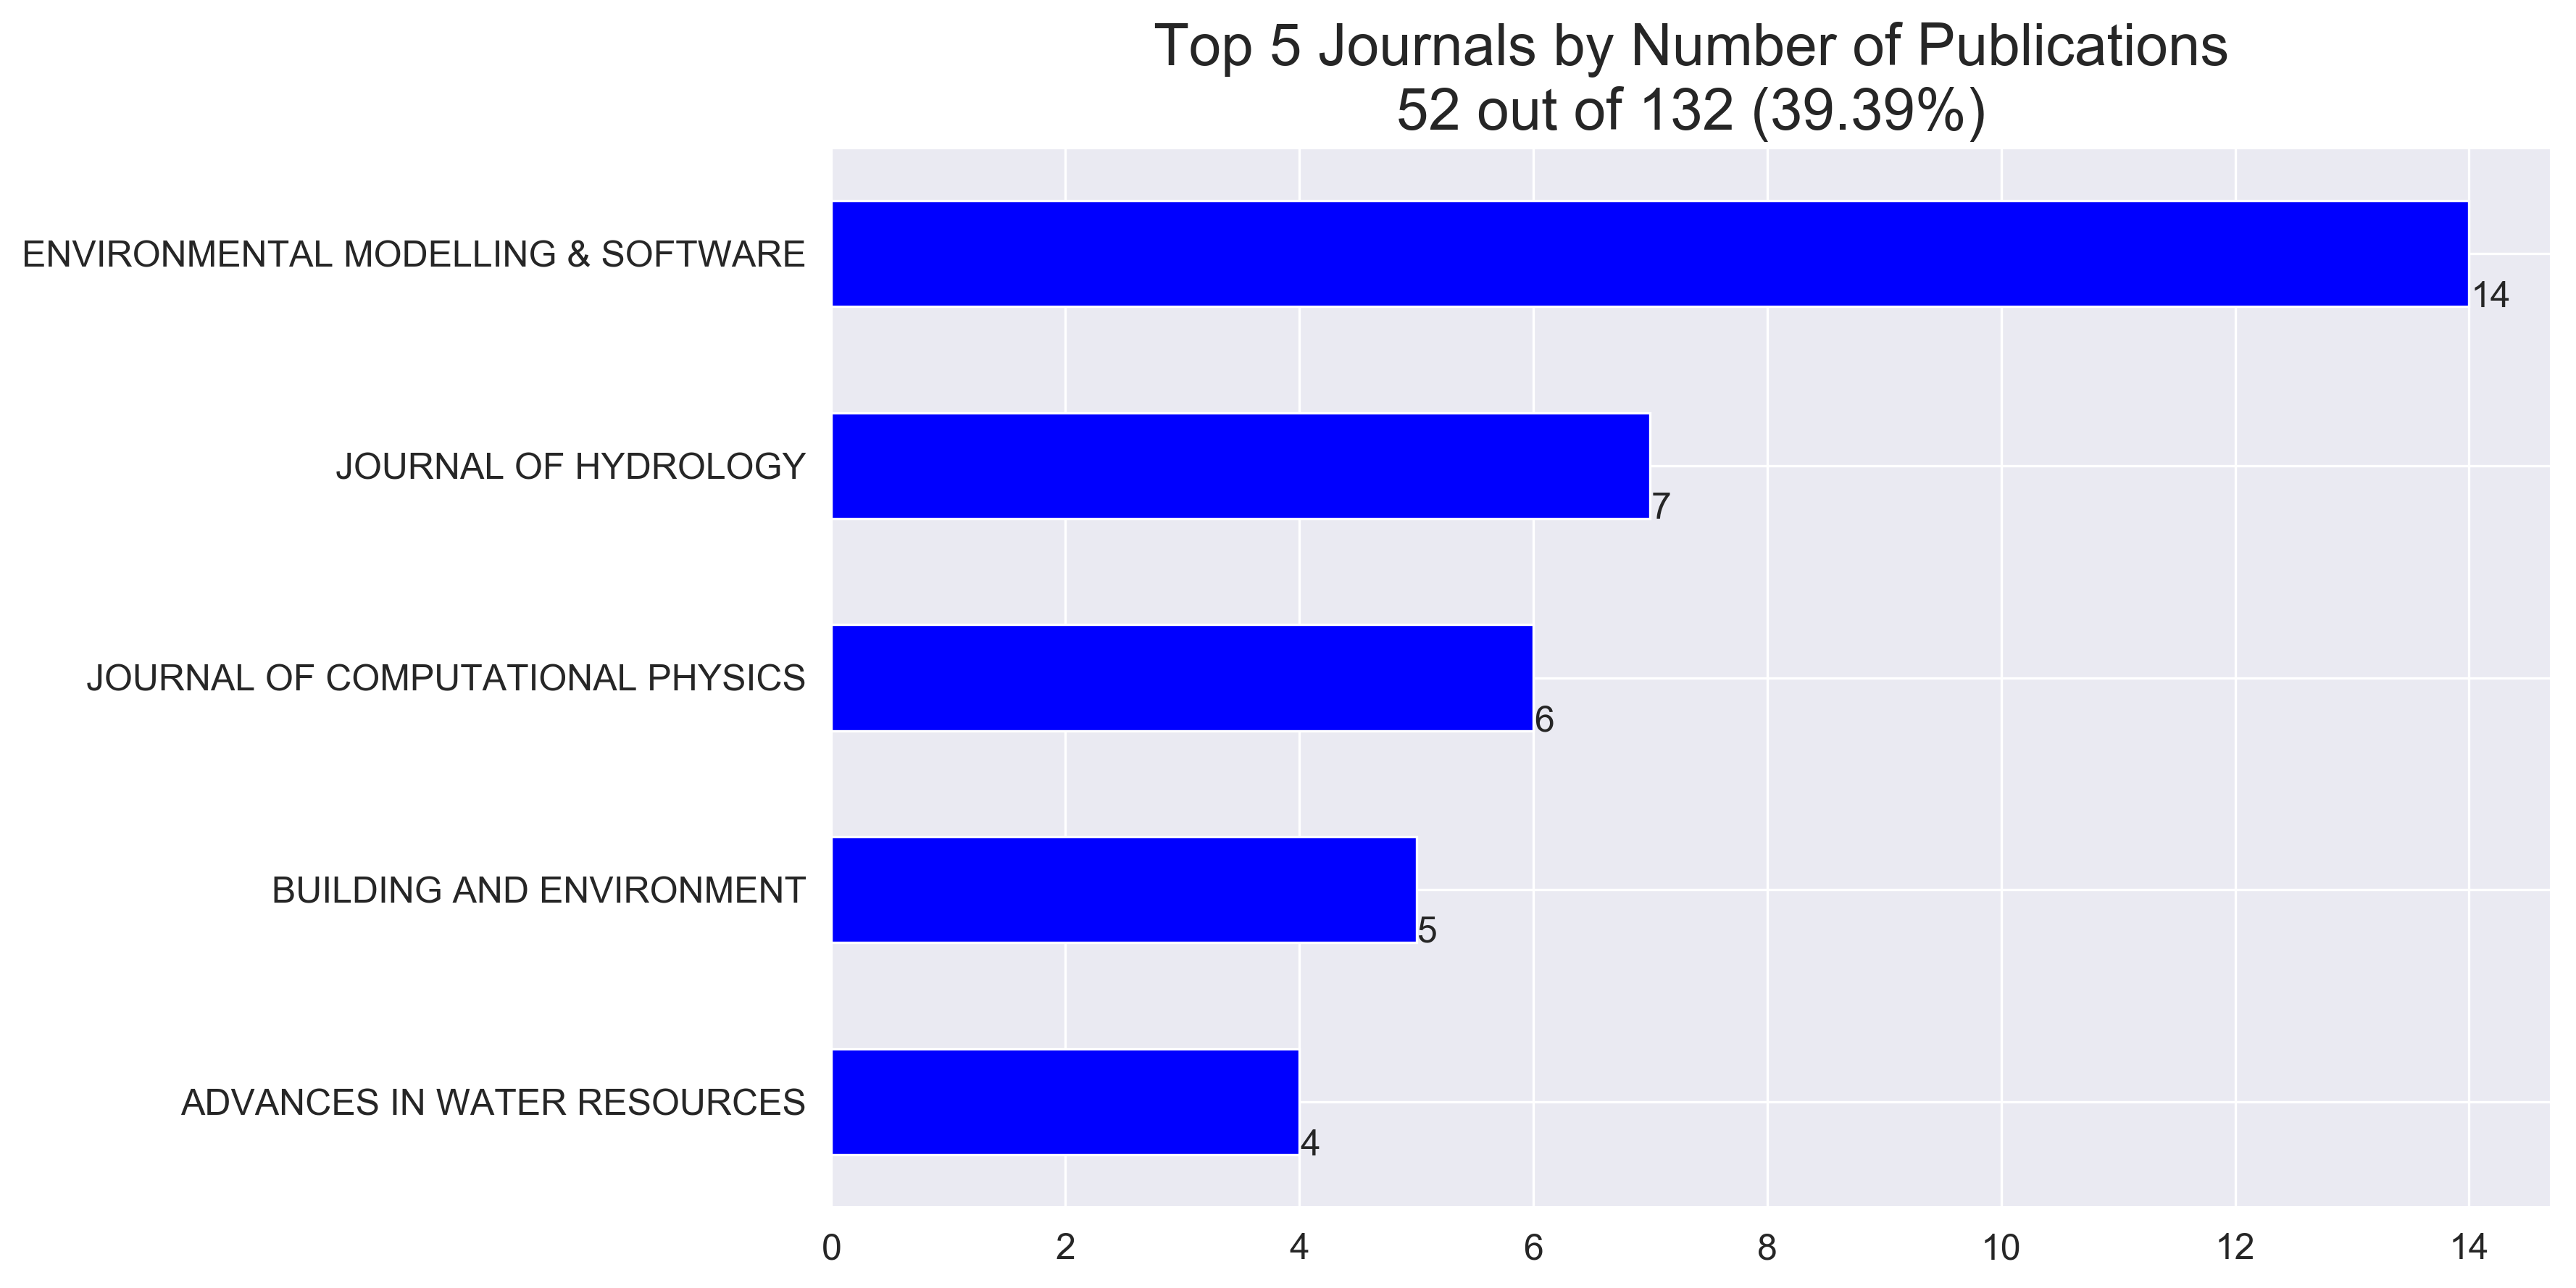 Top 5 Journals by Number of Publications
52 out of 132 (39.39%)
ENVIRONMENTAL MODELLING & SOFTWARE
14
JOURNAL OF HYDROLOGY
7
JOURNAL OF COMPUTATIONAL PHYSICS
6
BUILDING AND ENVIRONMENT
5
ADVANCES IN WATER RESOURCES
4
0 2 4 6 8 10 12 14